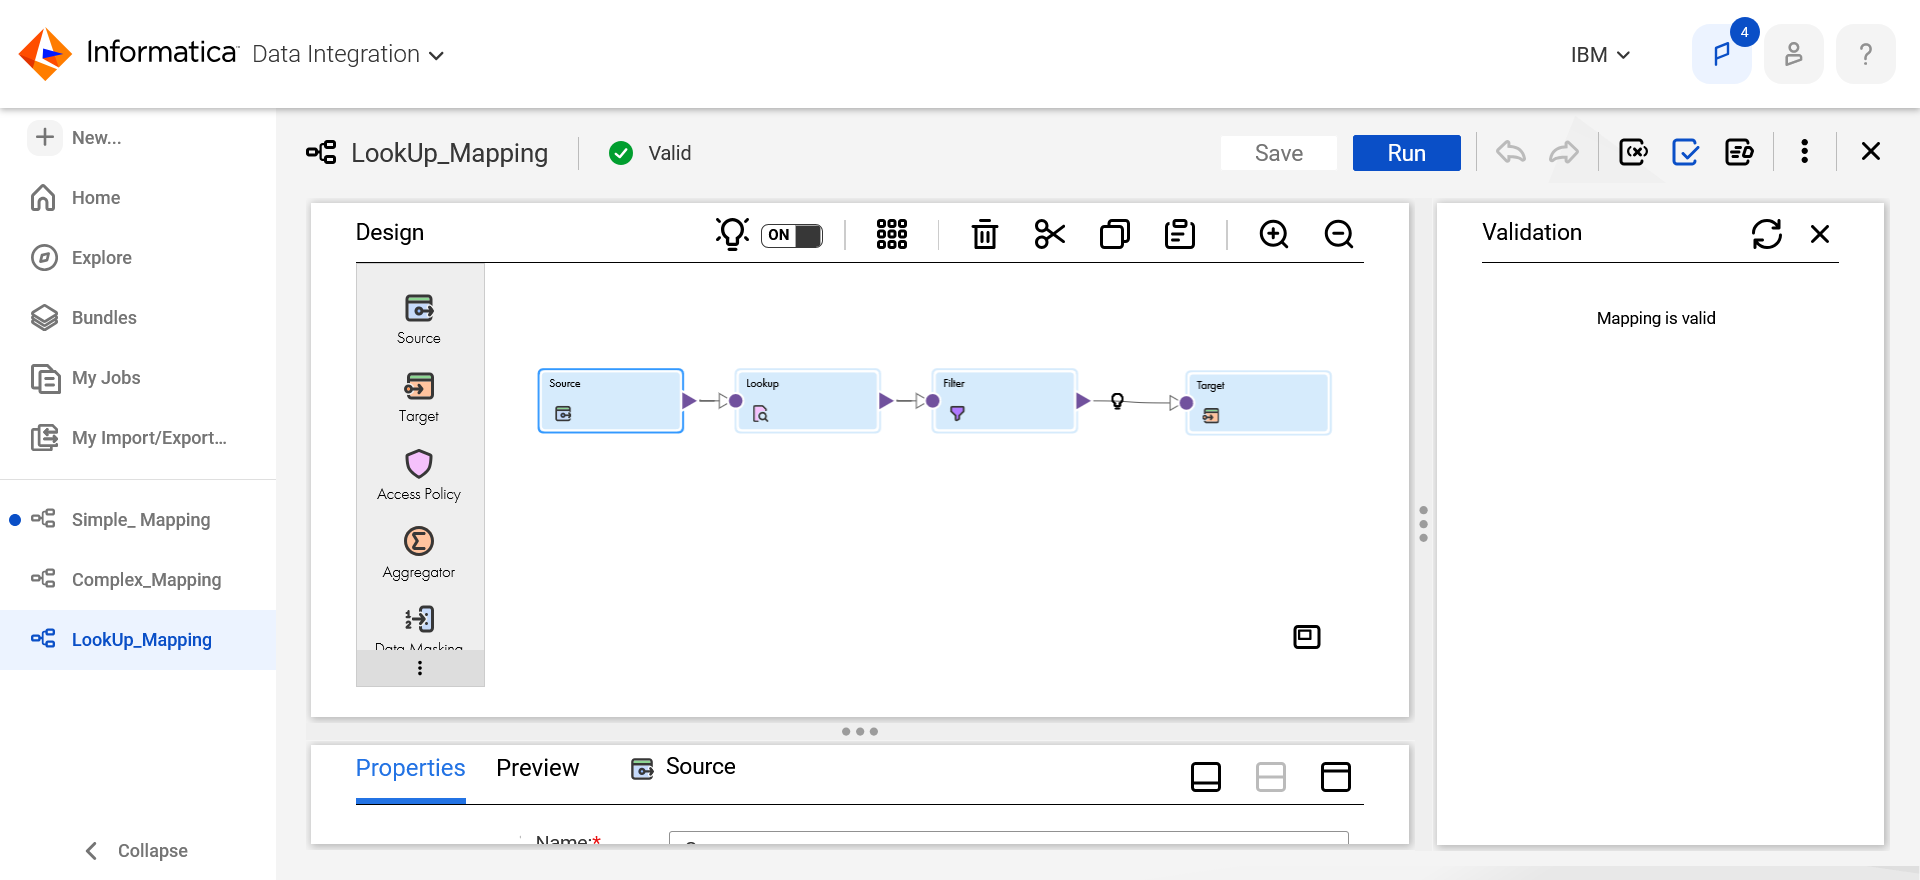 Informatica
Data Integration
IBM
4
?
New...
Home
Explore
Bundles
My Jobs
My Import/Export...
Simple_ Mapping
Complex_Mapping
LookUp_Mapping
Collapse
LookUp_Mapping
Valid
Save
Run
Design
ON
Source
Target
Access Policy
Aggregator
Data Masking
Source
Lookup
Filter
Target
Validation
Mapping is valid
Properties
Preview
Source
Name:*